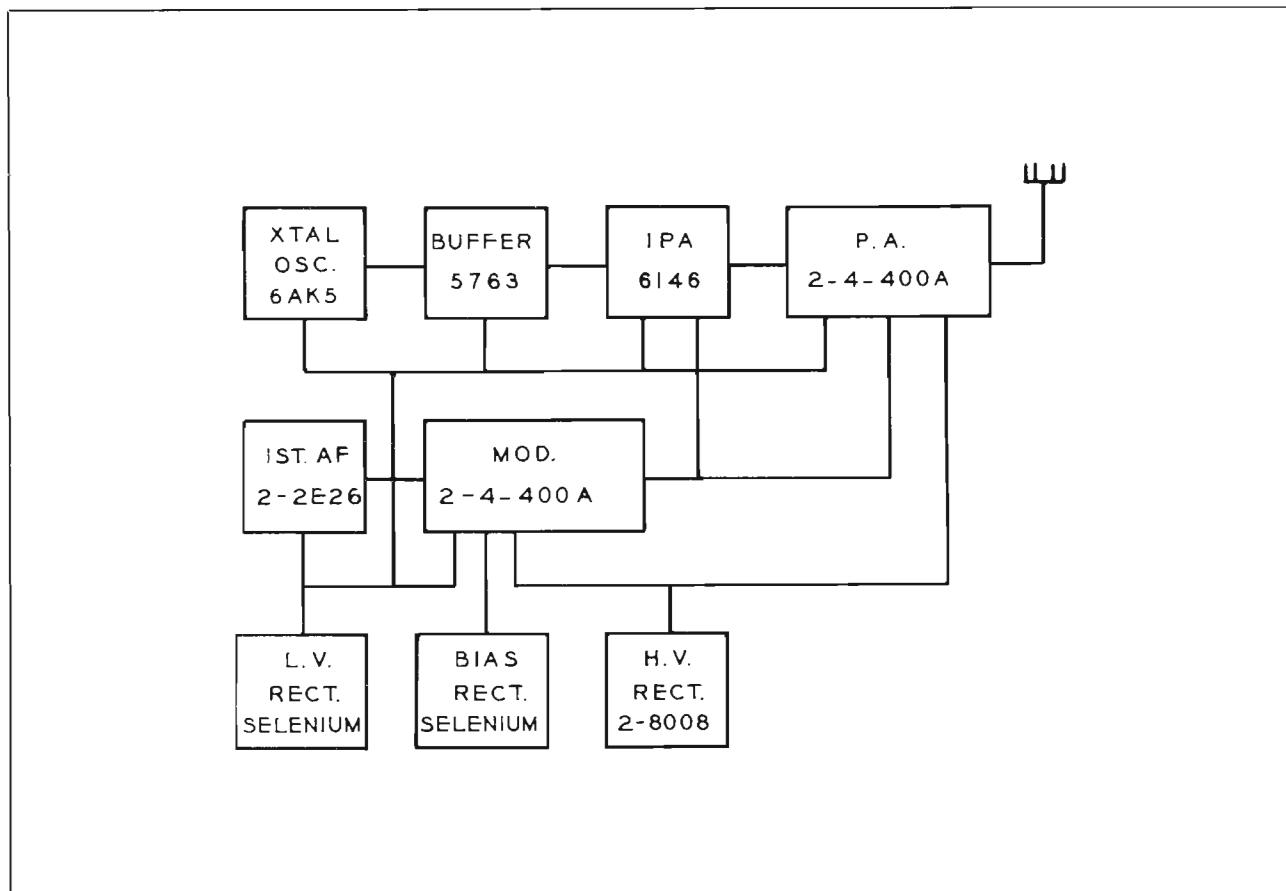 XTAL
OSC.
6AK5
BUFFER
5763
IPA
6146
P.A.
2-4-400A
1ST. AF
2-2E26
MOD.
2-4-400A
L.V.
RECT.
SELENIUM
BIAS
RECT.
SELENIUM
H.V.
RECT.
2-8008